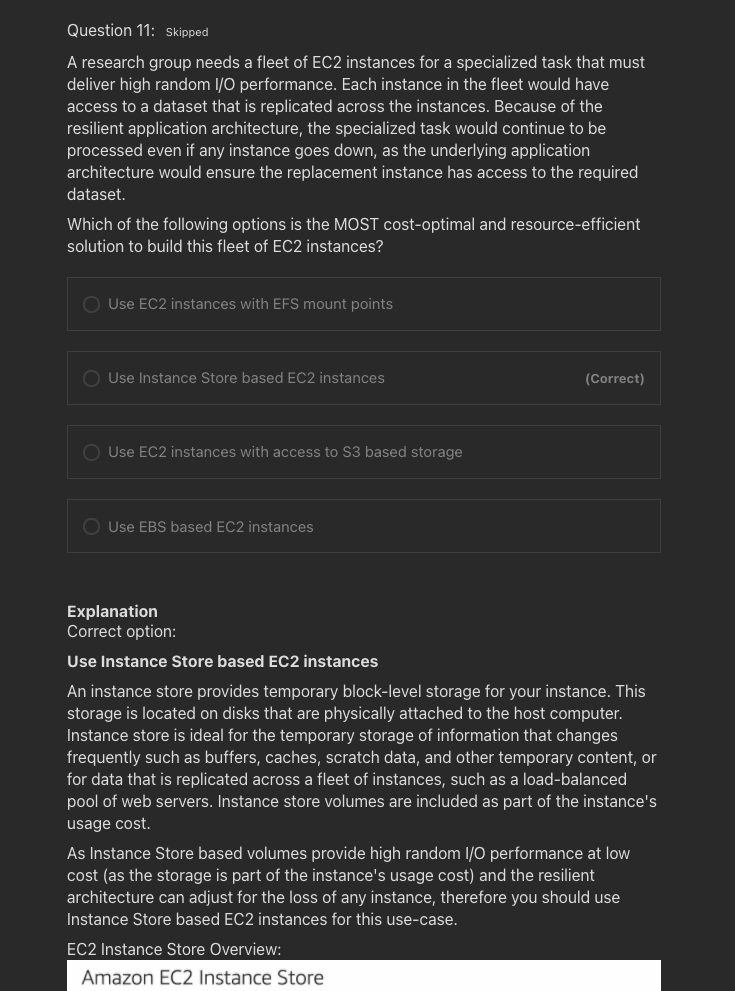 Question 11: Skipped
A research group needs a fleet of EC2 instances for a specialized task that must
deliver high random I/O performance. Each instance in the fleet would have
access to a dataset that is replicated across the instances. Because of the
resilient application architecture, the specialized task would continue to be
processed even if any instance goes down, as the underlying application
architecture would ensure the replacement instance has access to the required
dataset.
Which of the following options is the MOST cost-optimal and resource-efficient
solution to build this fleet of EC2 instances?
Use EC2 instances with EFS mount points
Use Instance Store based EC2 instances (Correct)
Use EC2 instances with access to S3 based storage
Use EBS based EC2 instances
Explanation
Correct option:
Use Instance Store based EC2 instances
An instance store provides temporary block-level storage for your instance. This
storage is located on disks that are physically attached to the host computer.
Instance store is ideal for the temporary storage of information that changes
frequently such as buffers, caches, scratch data, and other temporary content, or
for data that is replicated across a fleet of instances, such as a load-balanced
pool of web servers. Instance store volumes are included as part of the instance's
usage cost.
As Instance Store based volumes provide high random I/O performance at low
cost (as the storage is part of the instance's usage cost) and the resilient
architecture can adjust for the loss of any instance, therefore you should use
Instance Store based EC2 instances for this use-case.
EC2 Instance Store Overview:
Amazon EC2 Instance Store